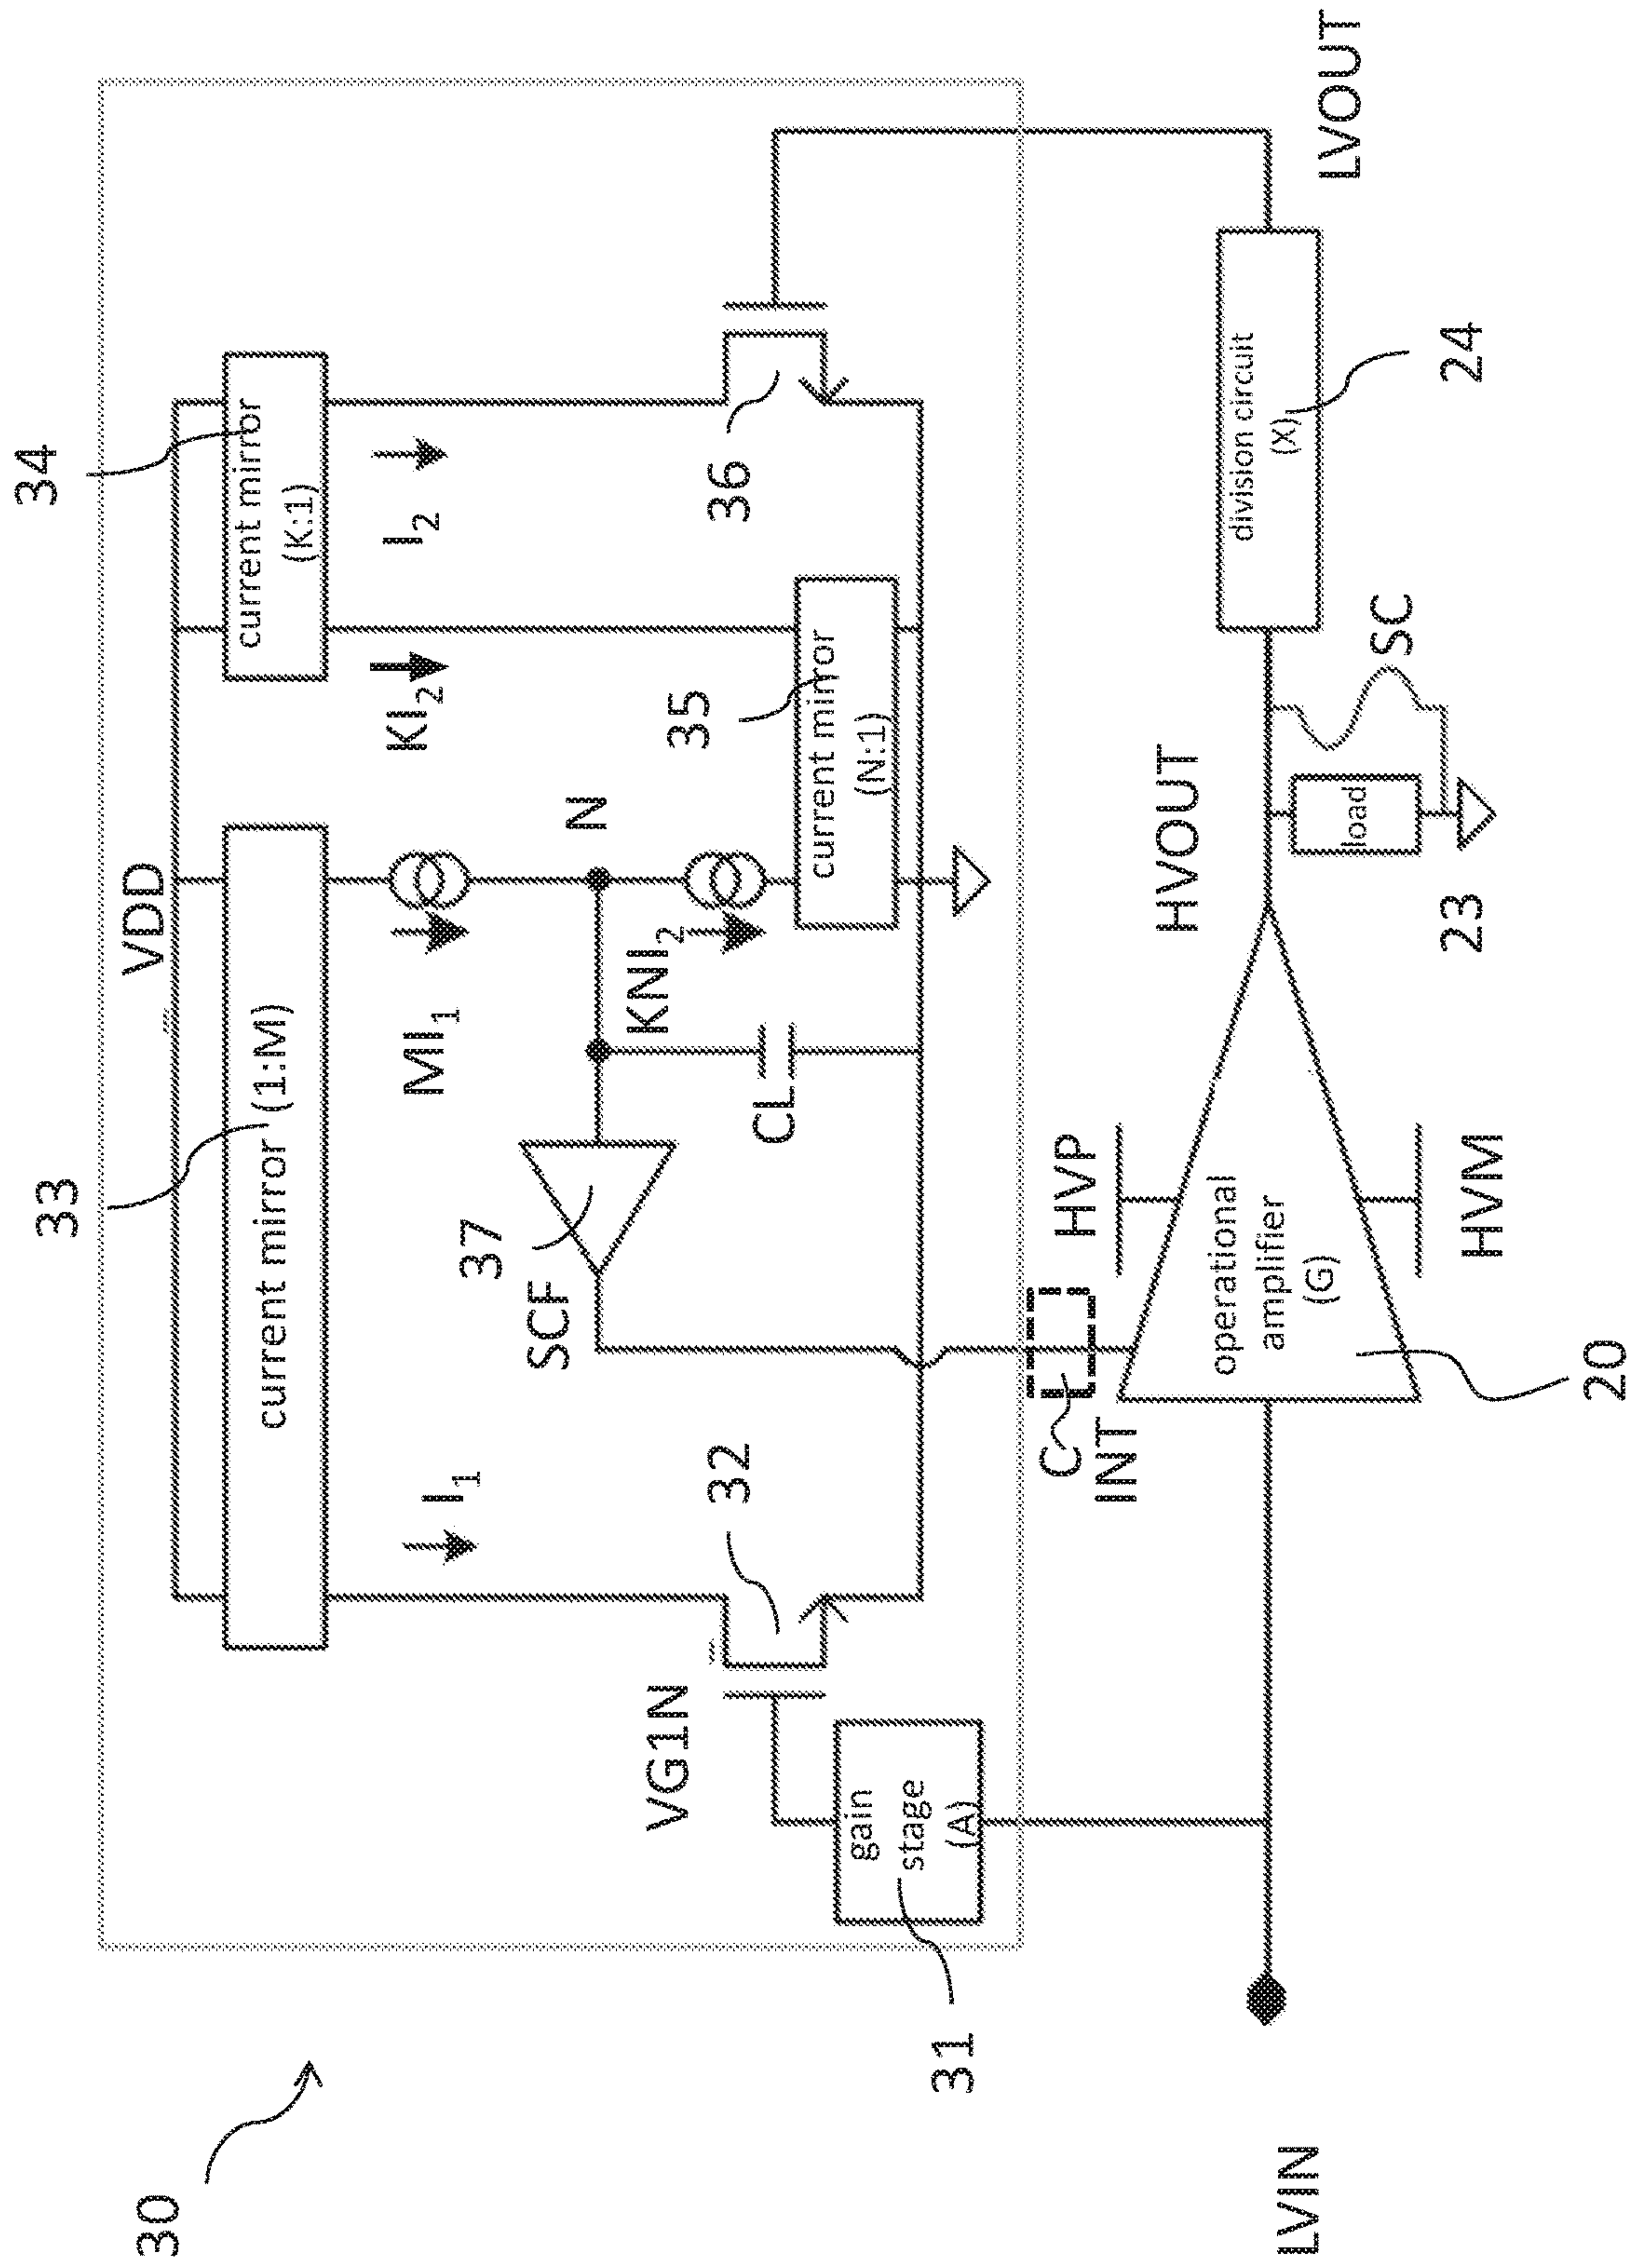 30
33
current mirror (1:M)
VDD
34
current mirror
(K:1)
I1
MI1
KI2
I2
37
SCF
N
VG1N
32
KNI2
CL
35
current mirror
(N:1)
36
31
gain
stage
(A)
C
INT
HVP
HVOUT
operational
amplifier
(G)
HVM
20
load
23
SC
division circuit
(X)
24
LVIN
LVOUT